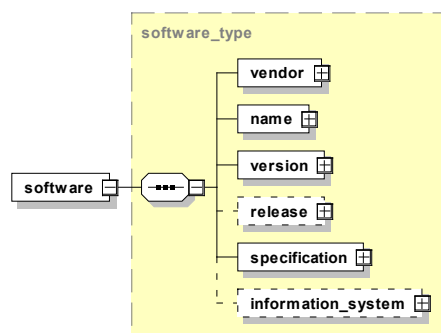 software_type
vendor
name
version
software
release
specification
information_system